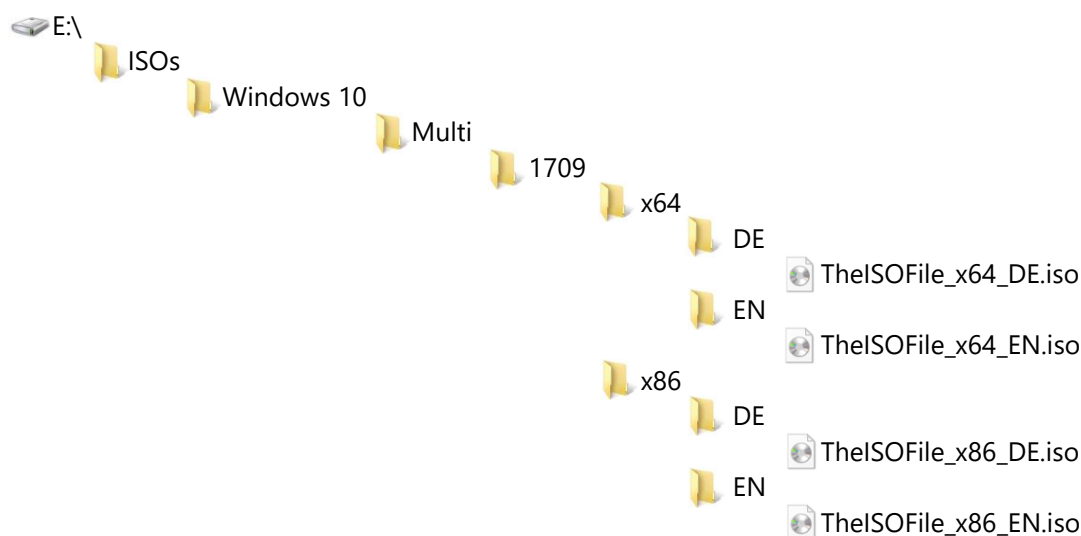 E:\
ISOs
Windows 10
Multi
1709
x64
DE
TheISOFile_x64_DE.iso
EN
TheISOFile_x64_EN.iso
x86
DE
TheISOFile_x86_DE.iso
EN
TheISOFile_x86_EN.iso